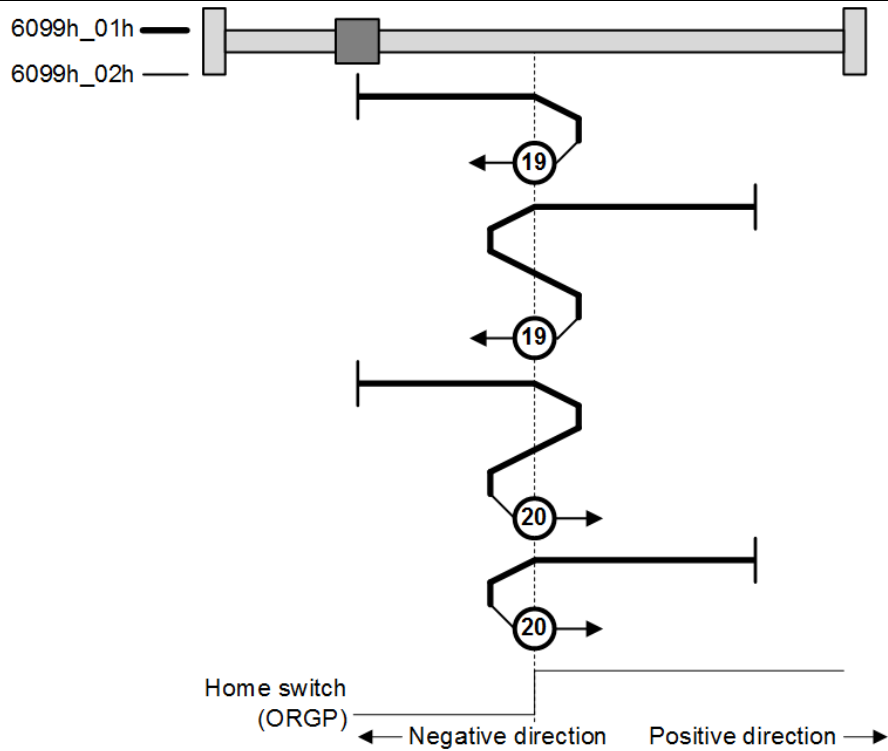 6099h_01h
6099h_02h
19
19
20
20
Home switch
(ORGP)
Negative direction
Positive direction